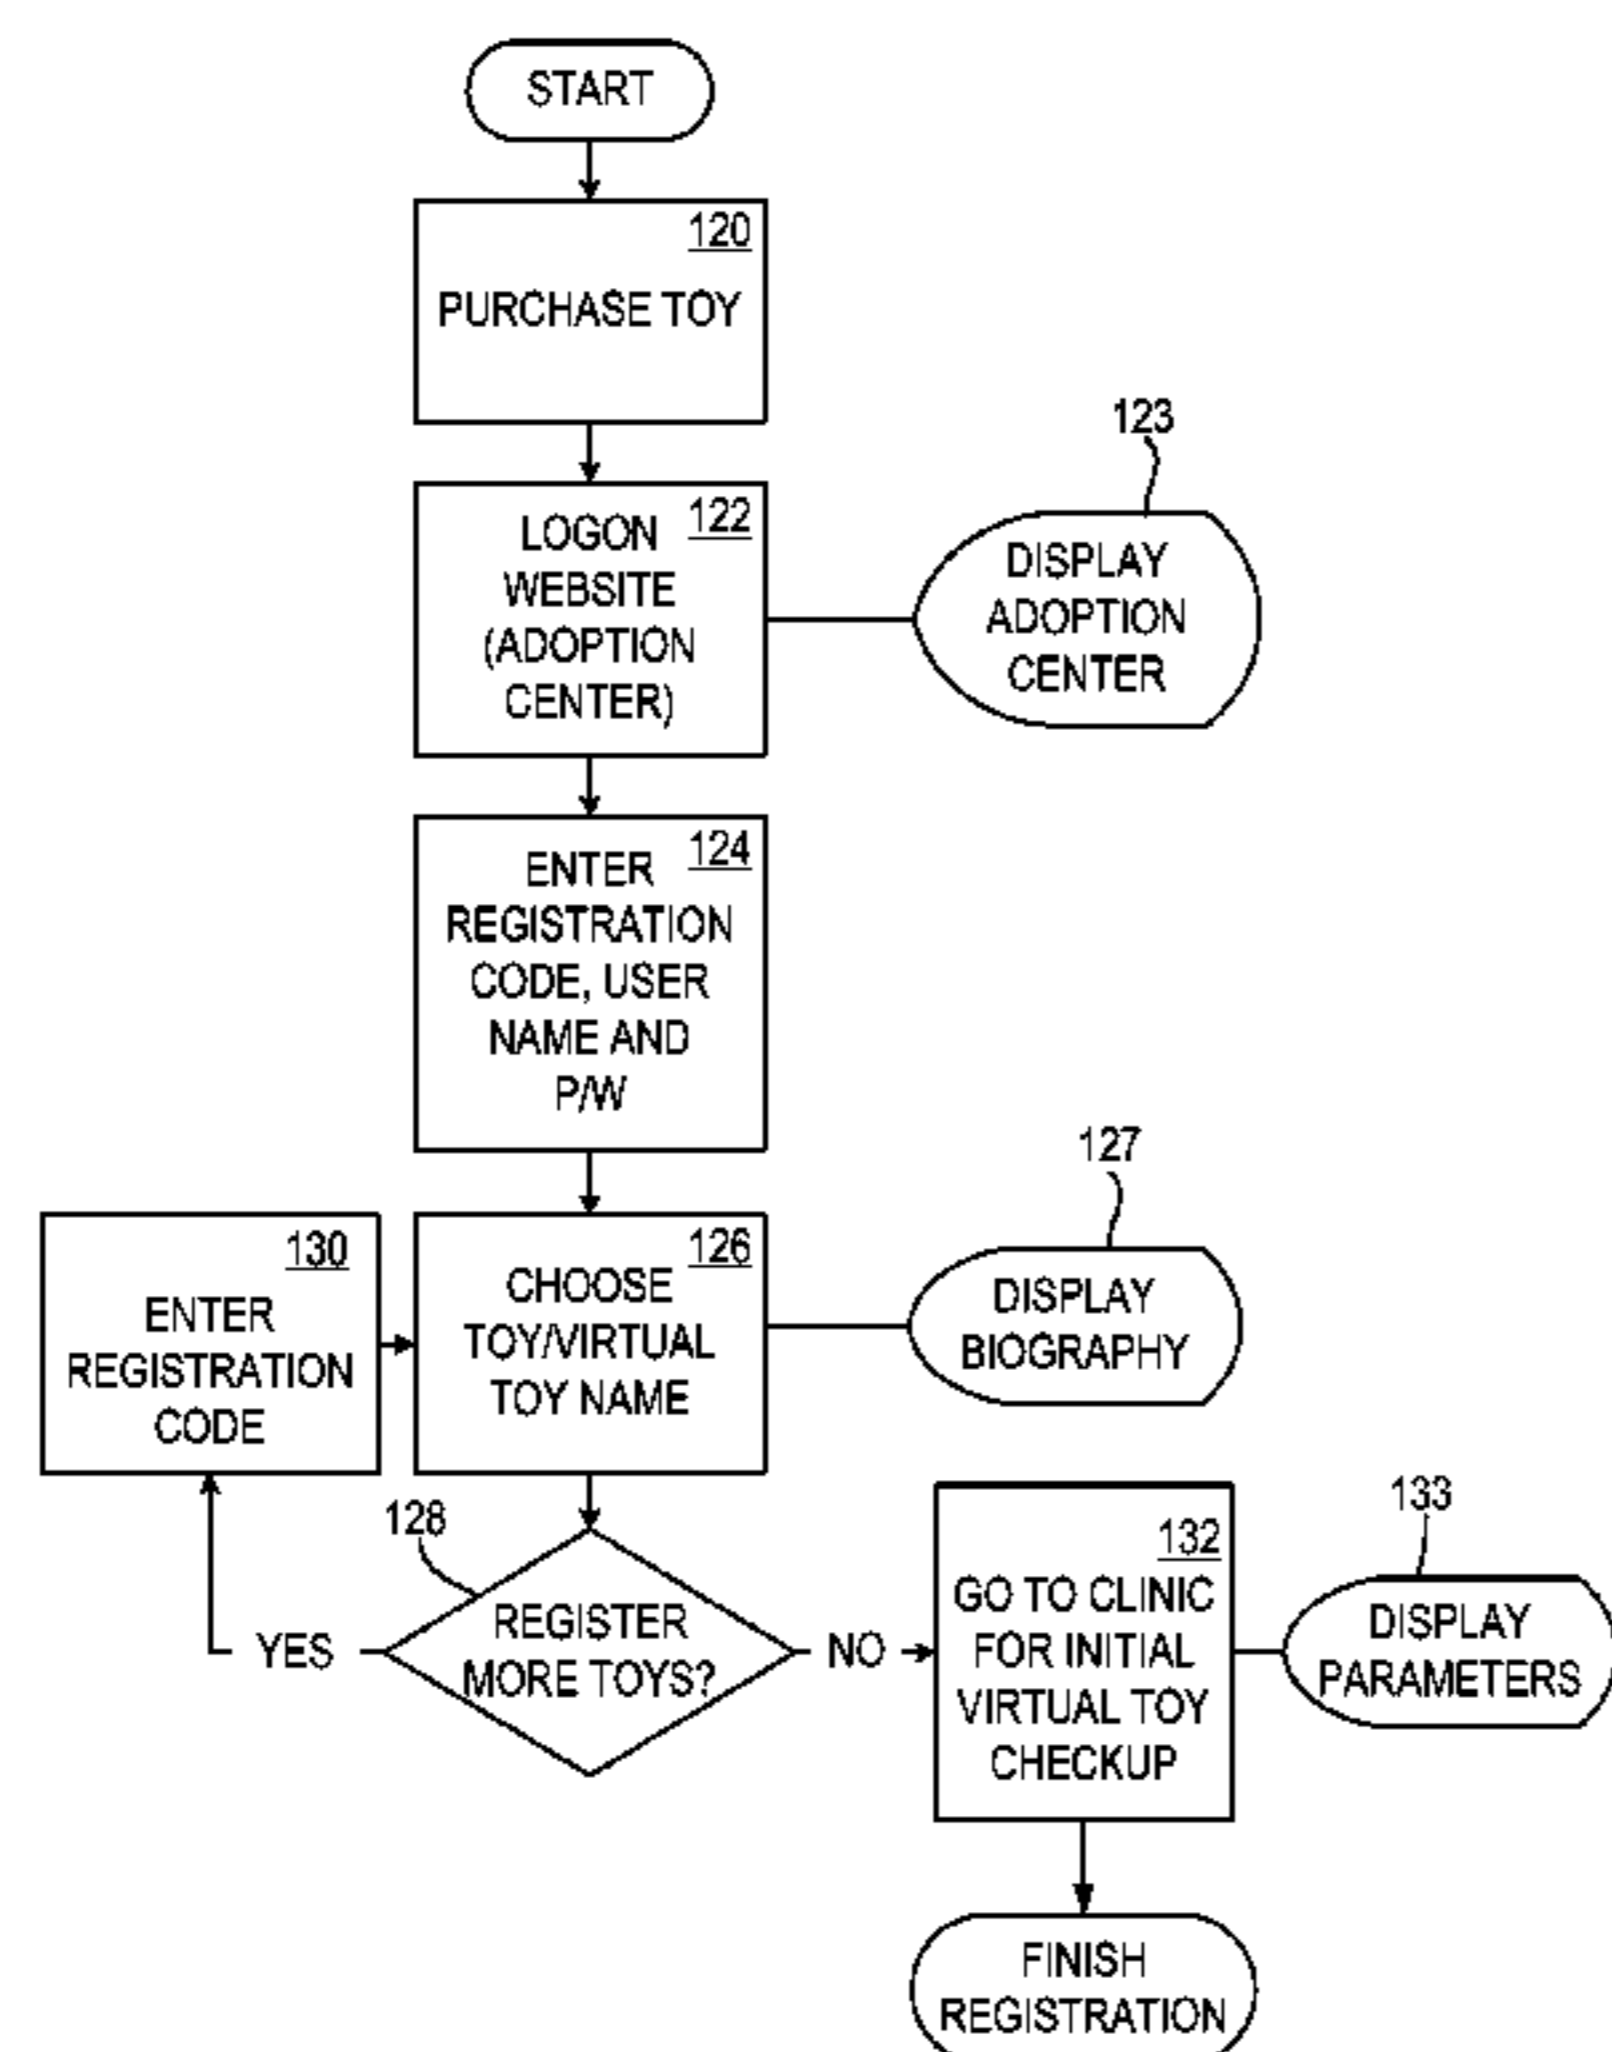 START
120
PURCHASE TOY
123
122
LOGON
WEBSITE
(ADOPTION
CENTER)
DISPLAY
ADOPTION
CENTER
124
ENTER
REGISTRATION
CODE, USER
NAME AND
P/W
127
130
ENTER
REGISTRATION
CODE
126
CHOOSE
TOY/VIRTUAL
TOY NAME
DISPLAY
BIOGRAPHY
128
REGISTER
MORE TOYS?
YES
NO
132
GO TO CLINIC
FOR INITIAL
VIRTUAL TOY
CHECKUP
133
DISPLAY
PARAMETERS
FINISH
REGISTRATION